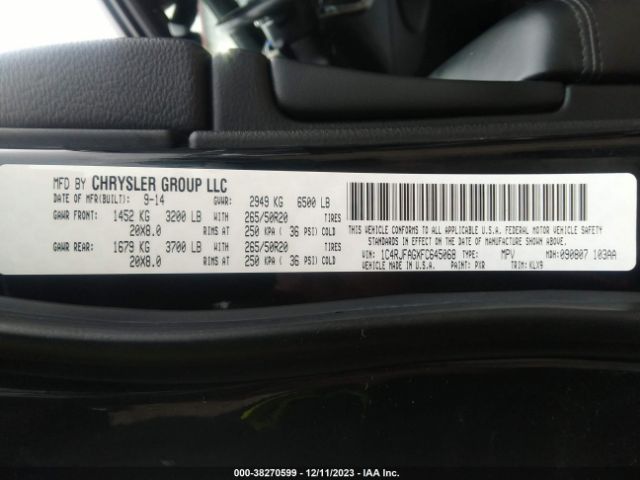 MFD BY CHRYSLER GROUP LLC
DATE OF MFR(BUILT): 9-14 GVWR: 2949 KG 6500 LB
GAWR FRONT: 1452 KG 3200 LB WITH 265/50R20 TIRES
20X8.0 RIMS AT 250 KPA ( 36 PSI) COLD
GAWR REAR: 1679 KG 3700 LB WITH 265/50R20 TIRES
20X8.0 RIMS AT 250 KPA ( 36 PSI) COLD
THIS VEHICLE CONFORMS TO ALL APPLICABLE U.S.A. FEDERAL MOTOR VEHICLE SAFETY
STANDARDS IN EFFECT ON THE DATE OF MANUFACTURE SHOWN ABOVE.
VIN: 1C4RJFAGXFC645068 TYPE: MPV MDH: 090807 103AA
VEHICLE MADE IN U.S.A. PAINT: PXR TRIM: KLX9
000-38270599 - 12/11/2023 - IAA Inc.